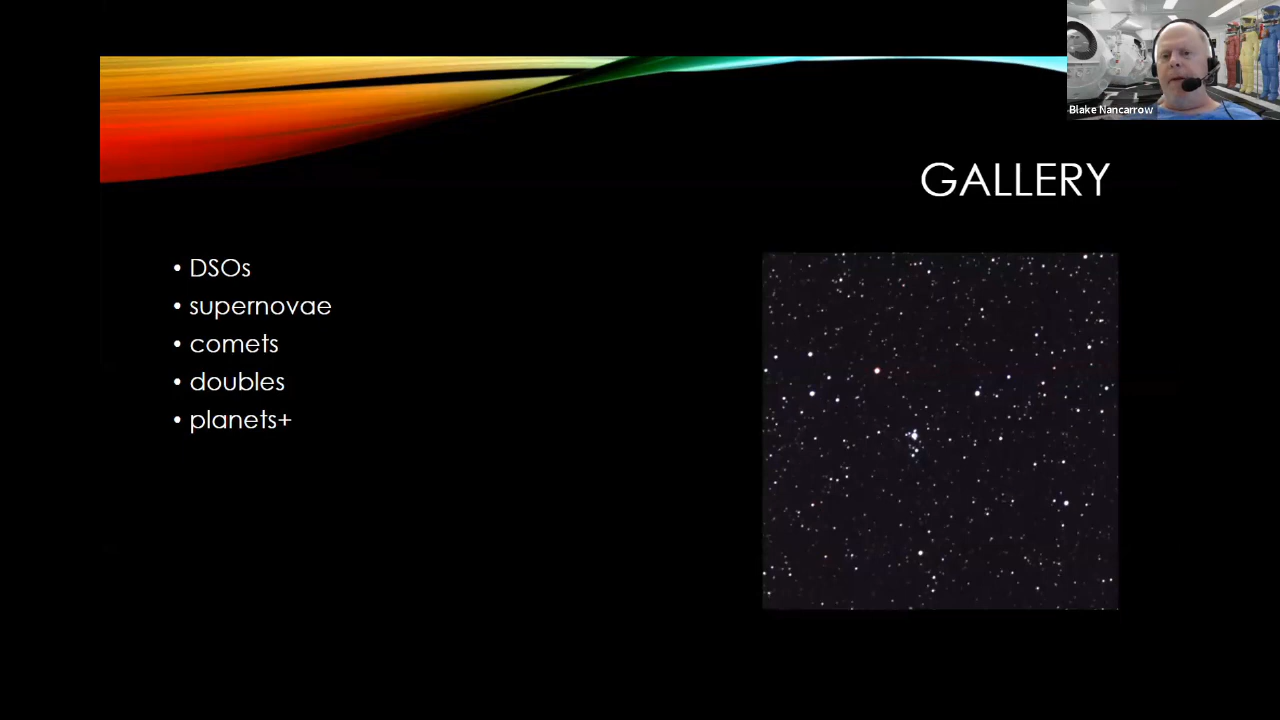 Blake Nancarrow
GALLERY
• DSOs
• supernovae
• comets
• doubles
• planets+